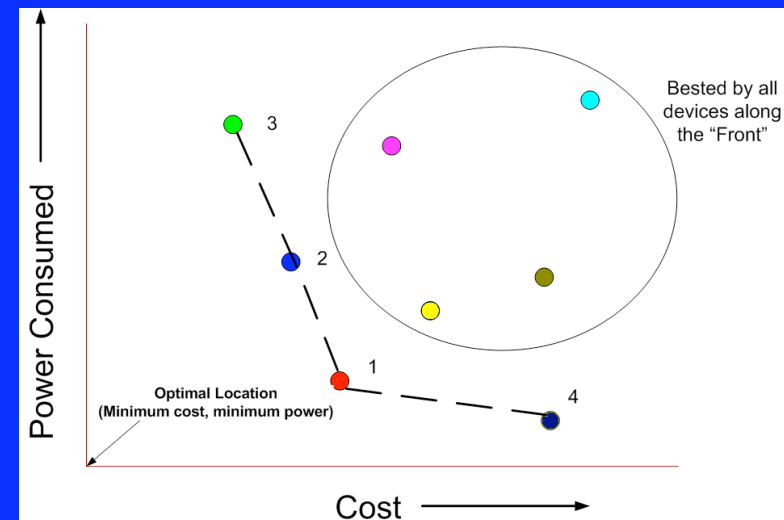 Power Consumed
3
Bested by all
devices along
the “Front”
2
1
Optimal Location
(Minimum cost, minimum power)
4
Cost